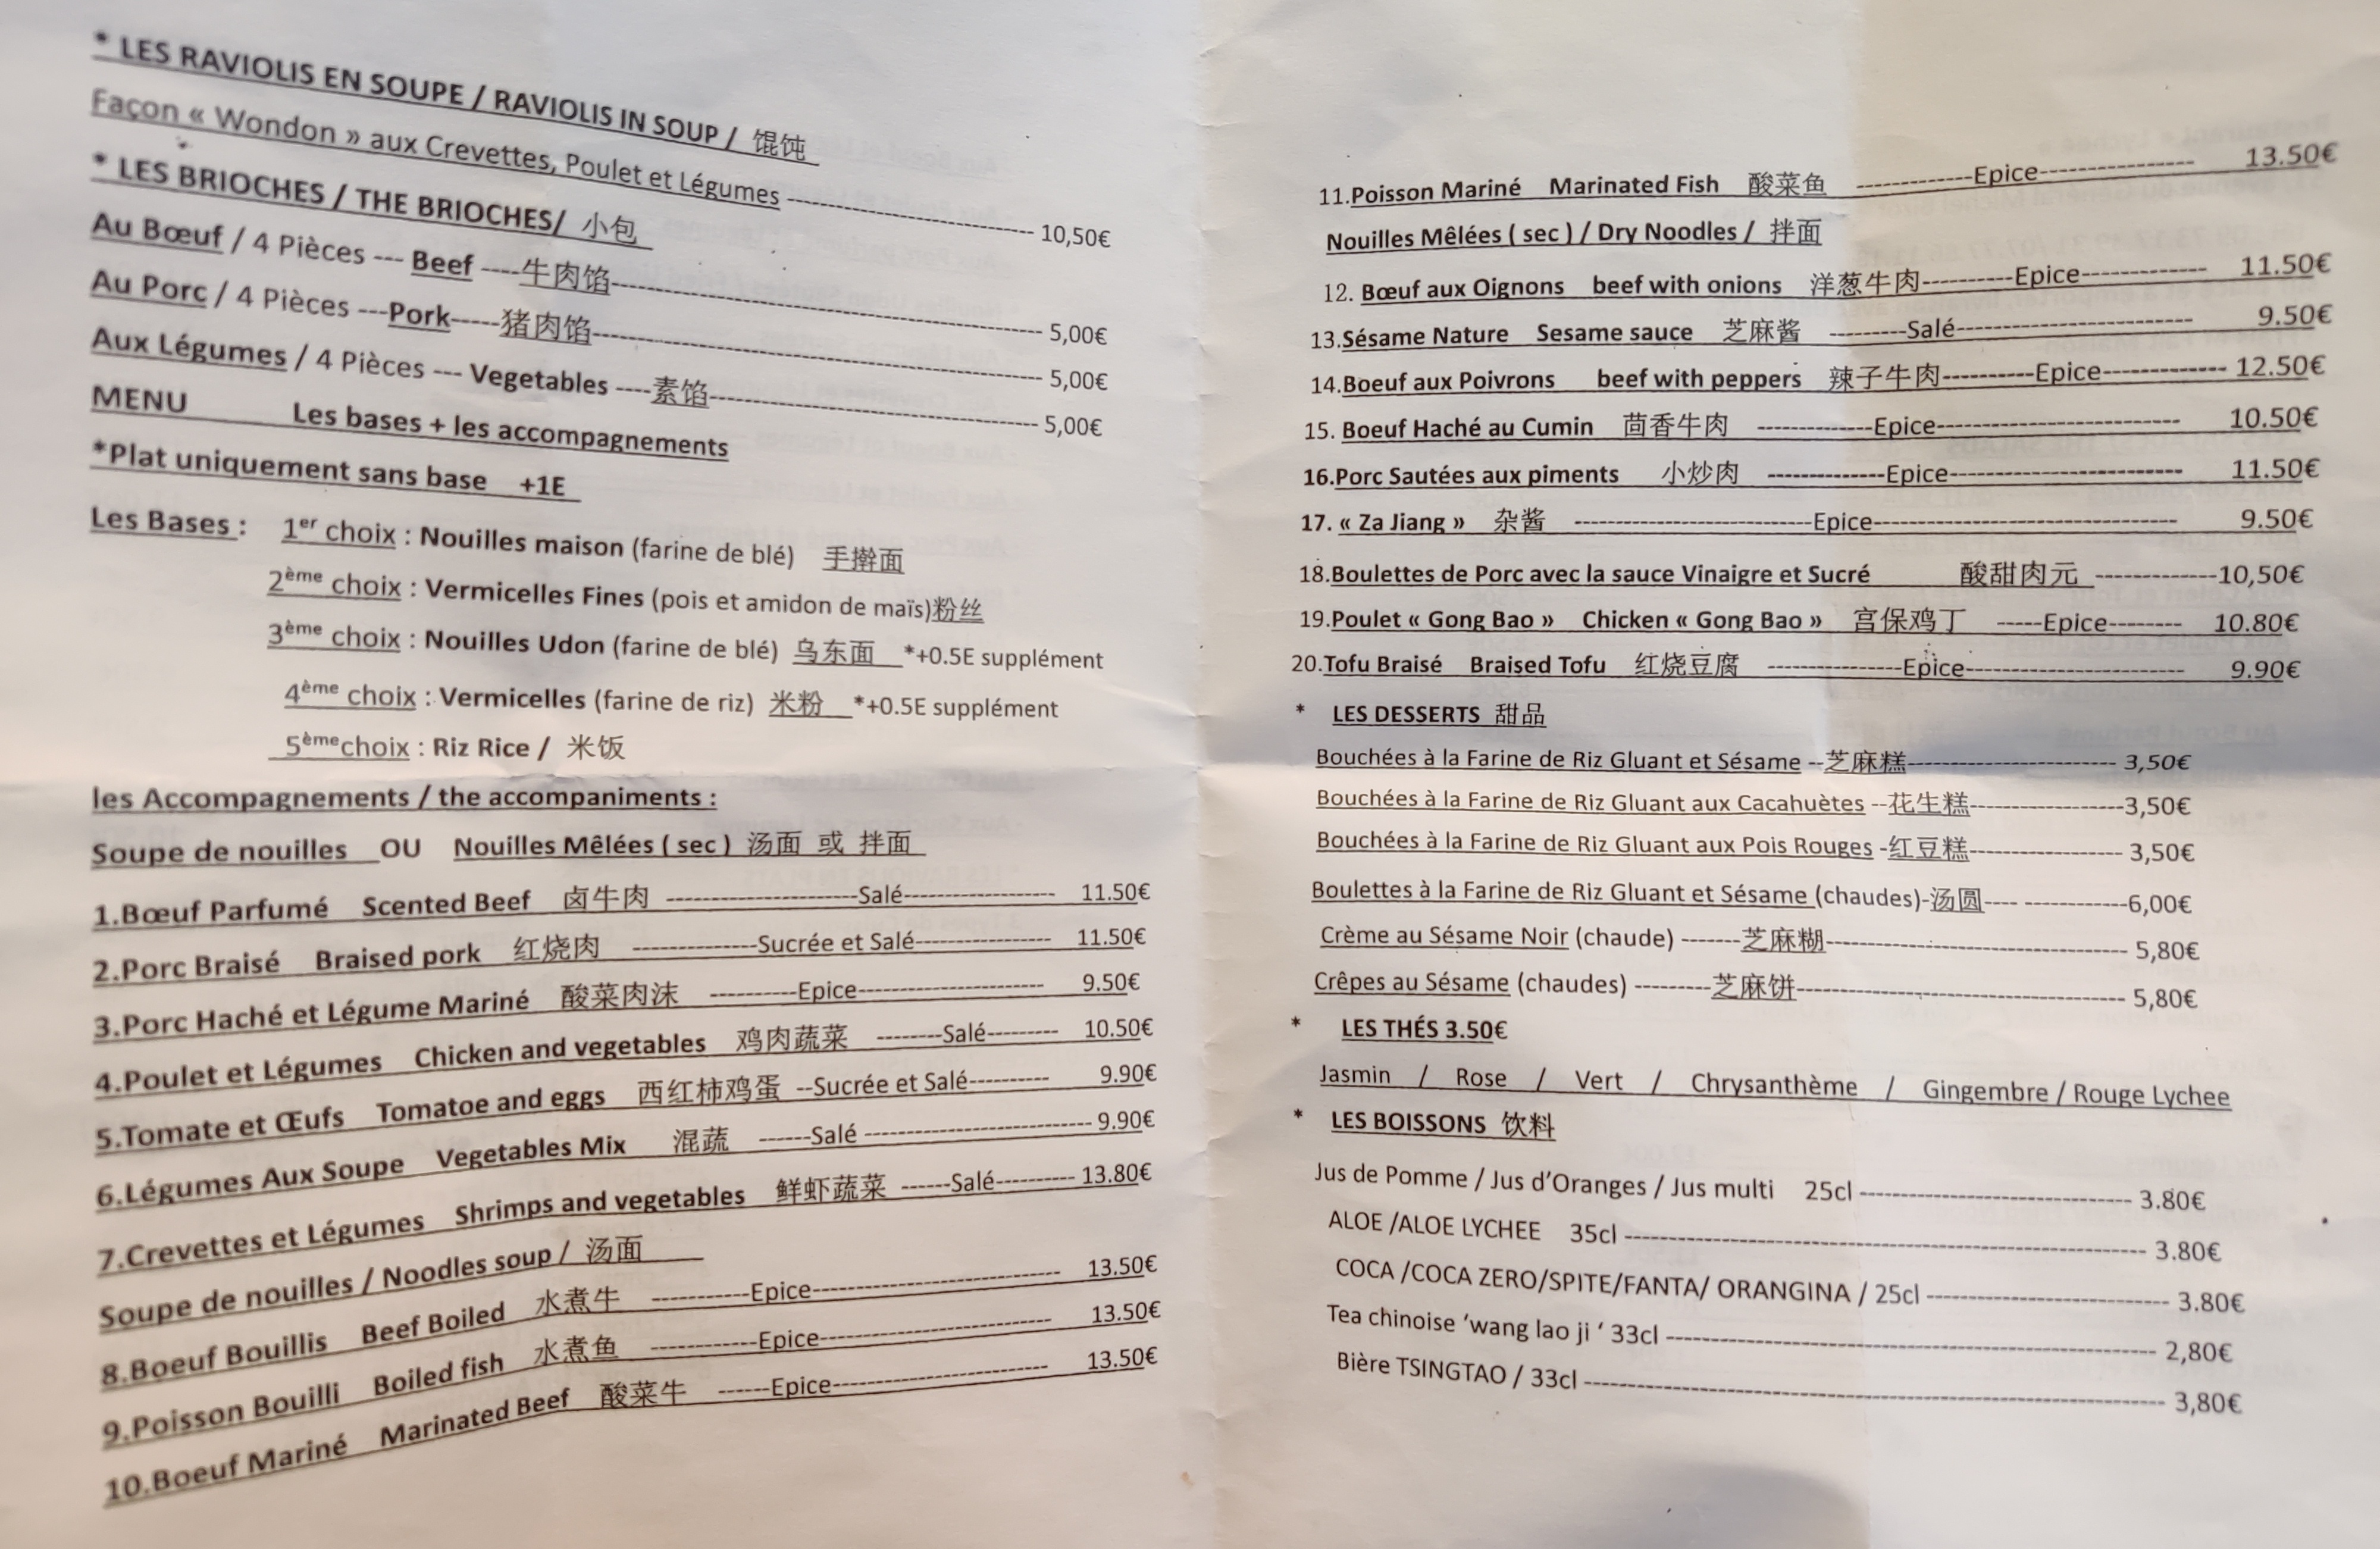 * LES RAVIOLIS EN SOUPE / RAVIOLIS IN SOUP / 馄饨
Façon « Wondon » aux Crevettes, Poulet et Légumes ---------- 10,50€
* LES BRIOCHES / THE BRIOCHES/ 小包
Au Bœuf / 4 Pièces --- Beef ----牛肉馅---------- 5,00€
Au Porc / 4 Pièces ---Pork-----猪肉馅---------- 5,00€
Aux Légumes / 4 Pièces --- Vegetables ----素馅---------- 5,00€
MENU Les bases + les accompagnements
*Plat uniquement sans base +1E
Les Bases : 1er choix : Nouilles maison (farine de blé) 手擀面
2ème choix : Vermicelles Fines (pois et amidon de maïs)粉丝
3ème choix : Nouilles Udon (farine de blé) 乌东面 *+0.5E supplément
4ème choix : Vermicelles (farine de riz) 米粉 *+0.5E supplément
5ème choix : Riz Rice / 米饭
les Accompagnements / the accompaniments :
Soupe de nouilles OU Nouilles Mêlées ( sec ) 汤面 或 拌面
1.Bœuf Parfumé Scented Beef 卤牛肉 ----------Salé---------- 11.50€
2.Porc Braisé Braised pork 红烧肉 ----------Sucrée et Salé---------- 11.50€
3.Porc Haché et Légume Mariné 酸菜肉沫 ----------Epice---------- 9.50€
4.Poulet et Légumes Chicken and vegetables 鸡肉蔬菜 --------Salé--------- 10.50€
5.Tomate et Œufs Tomatoe and eggs 西红柿鸡蛋 --Sucrée et Salé---------- 9.90€
6.Légumes Aux Soupe Vegetables Mix 混蔬 ------Salé ---------- 9.90€
7.Crevettes et Légumes Shrimps and vegetables 鲜虾蔬菜 ------Salé---------- 13.80€
Soupe de nouilles / Noodles soup / 汤面
8.Boeuf Bouillis Beef Boiled 水煮牛 ----------Epice---------- 13.50€
9.Poisson Bouilli Boiled fish 水煮鱼 ----------Epice---------- 13.50€
10.Boeuf Mariné Marinated Beef 酸菜牛 ------Epice---------- 13.50€
11.Poisson Mariné Marinated Fish 酸菜鱼 ----------Epice---------- 13.50€
Nouilles Mêlées ( sec ) / Dry Noodles / 拌面
12. Bœuf aux Oignons beef with onions 洋葱牛肉---------Epice---------- 11.50€
13.Sésame Nature Sesame sauce 芝麻酱 ---------Salé---------- 9.50€
14.Boeuf aux Poivrons beef with peppers 辣子牛肉----------Epice---------- 12.50€
15. Boeuf Haché au Cumin 茴香牛肉 ----------Epice---------- 10.50€
16.Porc Sautées aux piments 小炒肉 ----------Epice---------- 11.50€
17. « Za Jiang » 杂酱 ----------Epice---------- 9.50€
18.Boulettes de Porc avec la sauce Vinaigre et Sucré 酸甜肉元 ----------10,50€
19.Poulet « Gong Bao » Chicken « Gong Bao » 宫保鸡丁 -----Epice-------- 10.80€
20.Tofu Braisé Braised Tofu 红烧豆腐 ----------Epice---------- 9.90€
* LES DESSERTS 甜品
Bouchées à la Farine de Riz Gluant et Sésame --芝麻糕---------- 3,50€
Bouchées à la Farine de Riz Gluant aux Cacahuètes --花生糕----------3,50€
Bouchées à la Farine de Riz Gluant aux Pois Rouges -红豆糕---------- 3,50€
Boulettes à la Farine de Riz Gluant et Sésame (chaudes)-汤圆---- ----------6,00€
Crème au Sésame Noir (chaude) -------芝麻糊---------- 5,80€
Crêpes au Sésame (chaudes) ---------芝麻饼---------- 5,80€
* LES THÉS 3.50€
Jasmin / Rose / Vert / Chrysanthème / Gingembre / Rouge Lychee
* LES BOISSONS 饮料
Jus de Pomme / Jus d'Oranges / Jus multi 25cl ---------- 3.80€
ALOE /ALOE LYCHEE 35cl ---------- 3.80€
COCA /COCA ZERO/SPITE/FANTA/ ORANGINA / 25cl ---------- 3.80€
Tea chinoise 'wang lao ji ' 33cl ---------- 2,80€
Bière TSINGTAO / 33cl ---------- 3,80€